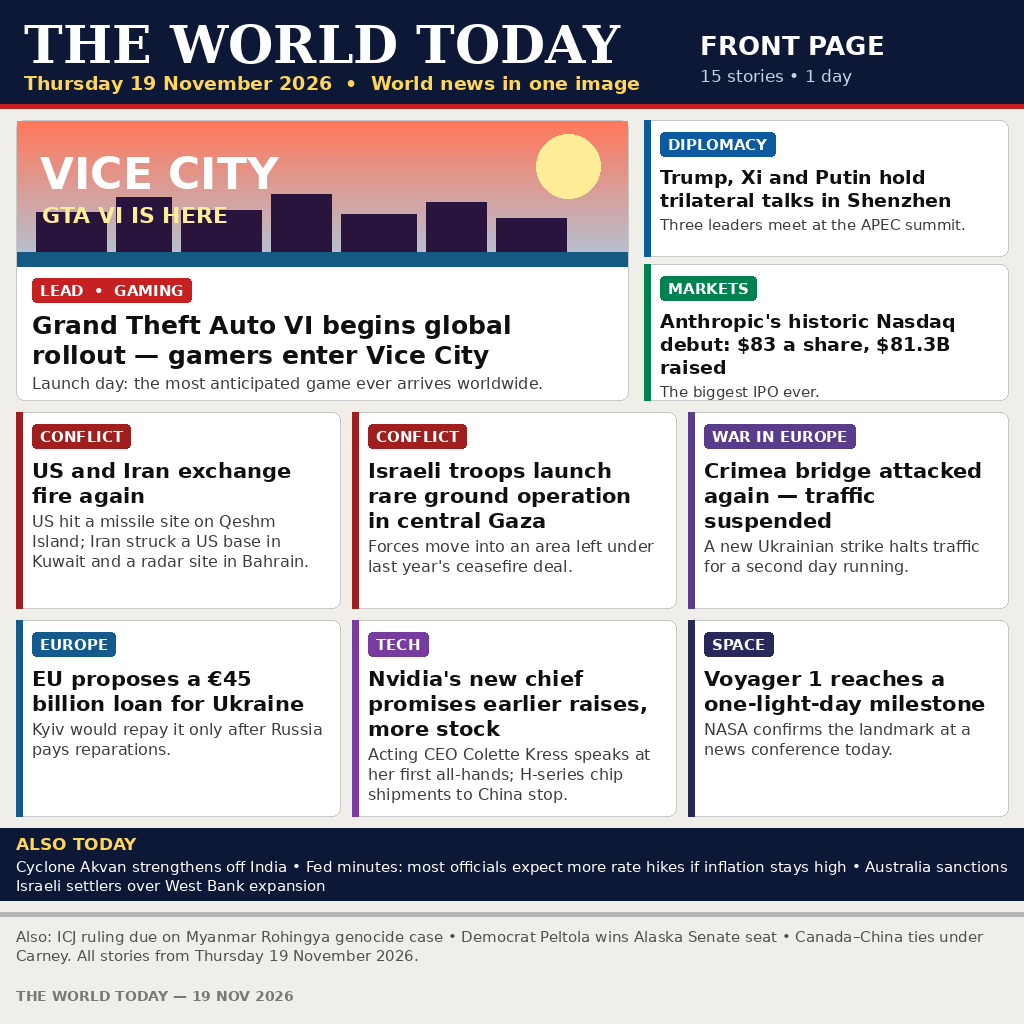 THE WORLD TODAY
Thursday 19 November 2026 • World news in one image
FRONT PAGE
15 stories • 1 day
VICE CITY
GTA VI IS HERE
LEAD • GAMING
Grand Theft Auto VI begins global
rollout — gamers enter Vice City
Launch day: the most anticipated game ever arrives worldwide.
DIPLOMACY
Trump, Xi and Putin hold
trilateral talks in Shenzhen
Three leaders meet at the APEC summit.
MARKETS
Anthropic's historic Nasdaq
debut: $83 a share, $81.3B
raised
The biggest IPO ever.
CONFLICT
US and Iran exchange
fire again
US hit a missile site on Qeshm
Island; Iran struck a US base in
Kuwait and a radar site in Bahrain.
CONFLICT
Israeli troops launch
rare ground operation
in central Gaza
Forces move into an area left under
last year's ceasefire deal.
WAR IN EUROPE
Crimea bridge attacked
again — traffic
suspended
A new Ukrainian strike halts traffic
for a second day running.
EUROPE
EU proposes a €45
billion loan for Ukraine
Kyiv would repay it only after Russia
pays reparations.
TECH
Nvidia's new chief
promises earlier raises,
more stock
Acting CEO Colette Kress speaks at
her first all-hands; H-series chip
shipments to China stop.
SPACE
Voyager 1 reaches a
one-light-day milestone
NASA confirms the landmark at a
news conference today.
ALSO TODAY
Cyclone Akvan strengthens off India • Fed minutes: most officials expect more rate hikes if inflation stays high • Australia sanctions
Israeli settlers over West Bank expansion
Also: ICJ ruling due on Myanmar Rohingya genocide case • Democrat Peltola wins Alaska Senate seat • Canada–China ties under
Carney. All stories from Thursday 19 November 2026.
THE WORLD TODAY — 19 NOV 2026